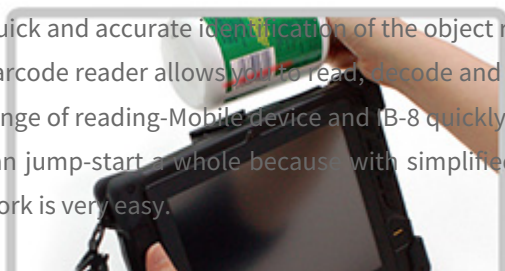 uick and accurate identification of the object
arcode reader allows you to read, decode and
nge of reading-Mobile device and IB-8 quickly
an jump-start a whole because with simplified
ork is very easy.